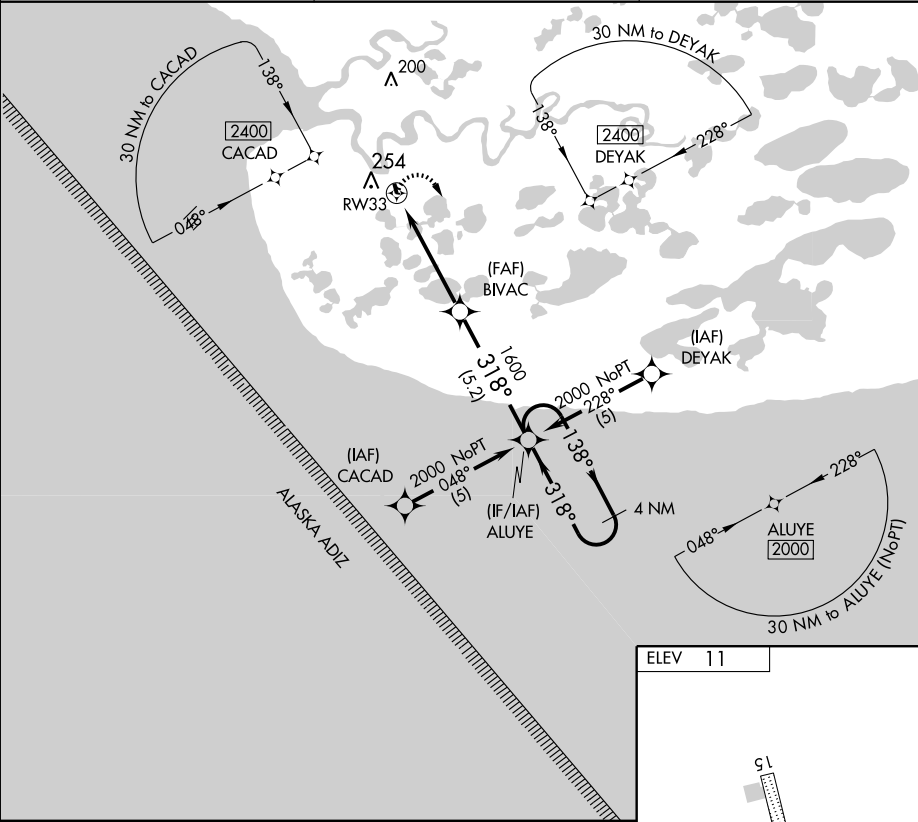 30 NM to CACAD
138°
2400
CACAD
048°
200
254
RW33
30 NM to DEYAK
138°
2400
DEYAK
228°
(FAF)
BIVAC
1600
318°
(5.2)
(IAF)
DEYAK
2000 NoPT
228°
(5)
(IAF)
CACAD
2000 NoPT
048°
(5)
(IF/IAF)
ALUYE
138°
318°
4 NM
ALASKA ADIZ
228°
048°
ALUYE
2000
30 NM to ALUYE (NoPT)
ELEV 11
15